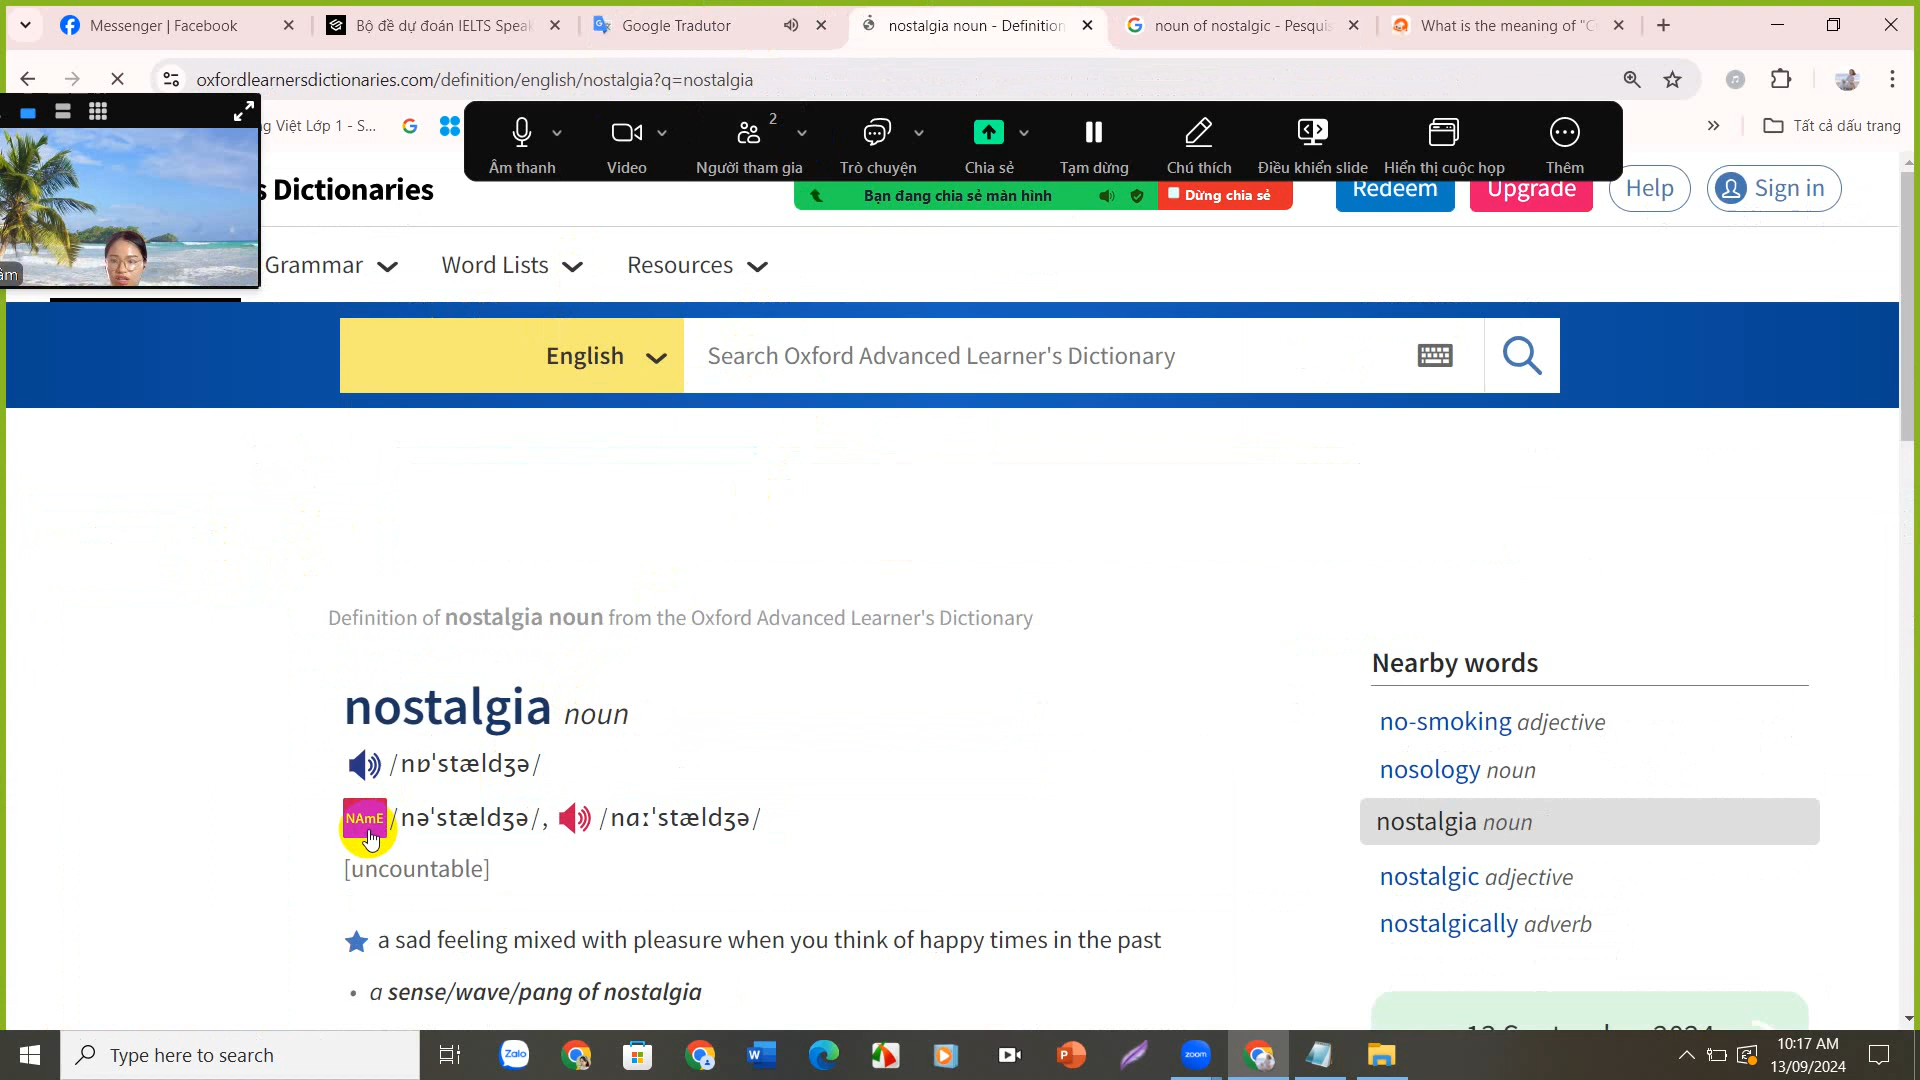 Messenger | Facebook
Bộ đề dự đoán IELTS Speak
Google Tradutor
nostalgia noun - Definition
noun of nostalgic - Pesquis
What is the meaning of "G
oxfordlearnersdictionaries.com/definition/english/nostalgia?q=nostalgia
g Việt Lớp 1 - S...
Tất cả dấu trang
2
Âm thanh
Video
Người tham gia
Trò chuyện
Chia sẻ
Tạm dừng
Chú thích
Điều khiển slide
Hiển thị cuộc họp
Thêm
Bạn đang chia sẻ màn hình
Dừng chia sẻ
s Dictionaries
Redeem
Upgrade
Help
Sign in
âm
Grammar
Word Lists
Resources
English
Search Oxford Advanced Learner's Dictionary
Definition of nostalgia noun from the Oxford Advanced Learner's Dictionary
nostalgia noun
/nɒˈstældʒə/
NAmE /nəˈstældʒə/, /nɑːˈstældʒə/
[uncountable]
a sad feeling mixed with pleasure when you think of happy times in the past
• a sense/wave/pang of nostalgia
Nearby words
no-smoking adjective
nosology noun
nostalgia noun
nostalgic adjective
nostalgically adverb
Type here to search
Zalo
zoom
10:17 AM
13/09/2024